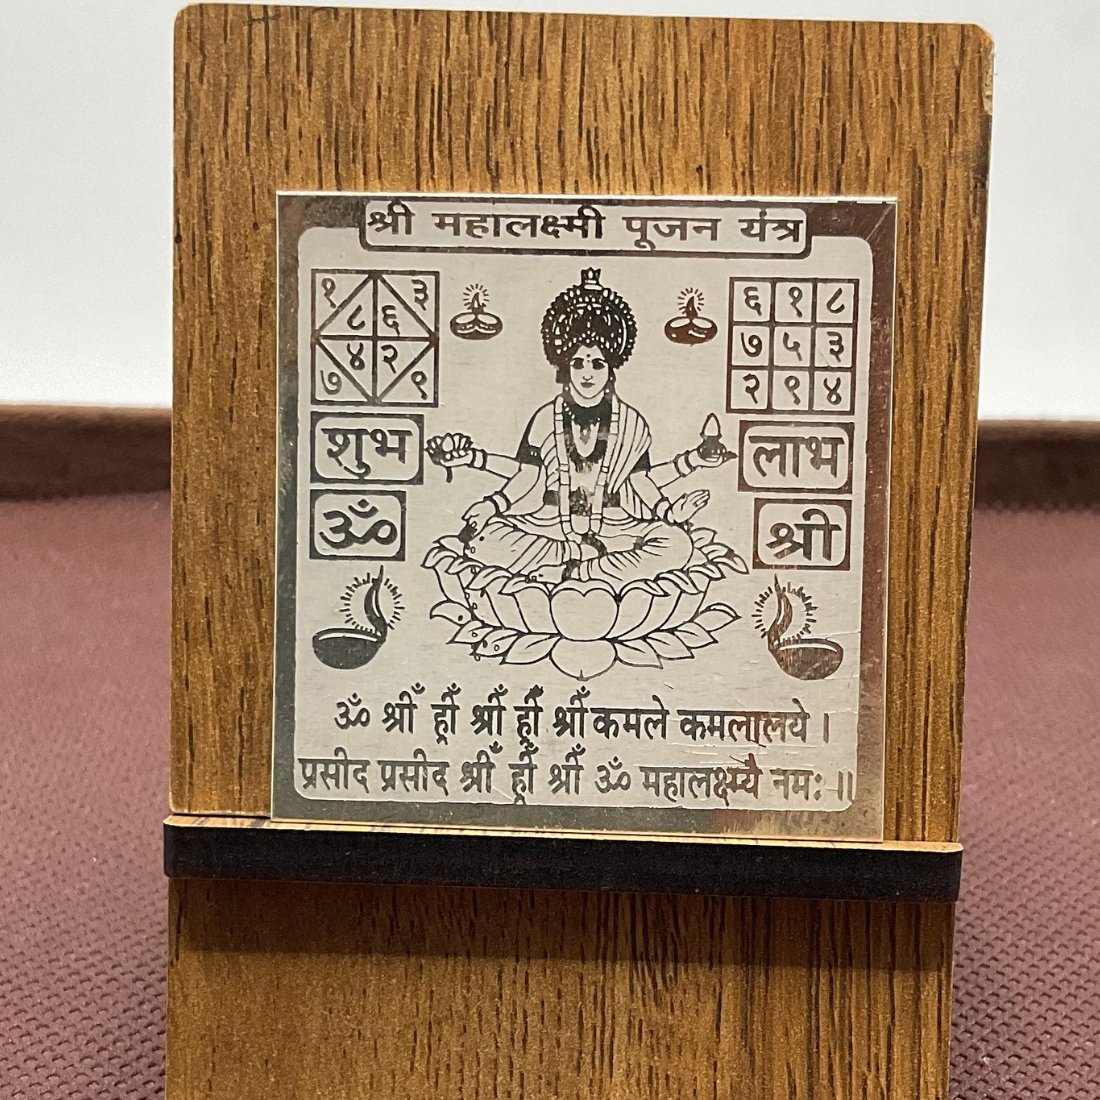 श्री महालक्ष्मी पूजन यंत्र
१ ३
८ ६
४ २
७ ९
६ १ ८
७ ५ ३
२ ९ ४
शुभ
लाभ
ॐ
श्री
ॐ श्रीँ ह्रीँ श्रीँ ह्रीँ श्रीँ कमले कमलालये ।
प्रसीद प्रसीद श्रीँ ह्रीँ श्रीँ ॐ महालक्ष्म्यै नमः ॥